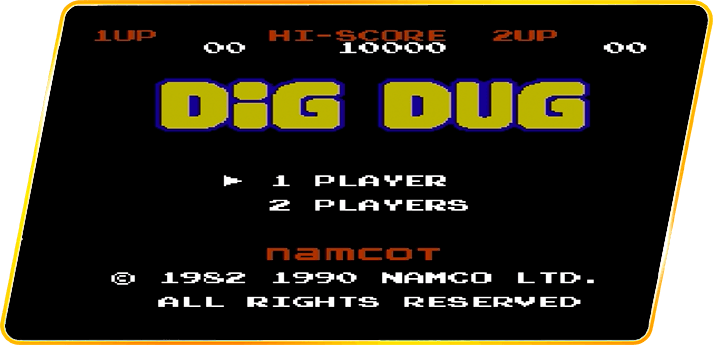 1UP HI-SCORE 2UP
00 10000 00
DiG DUG
► 1 PLAYER
2 PLAYERS
namcot
© 1982 1990 NAMCO LTD.
ALL RIGHTS RESERVED